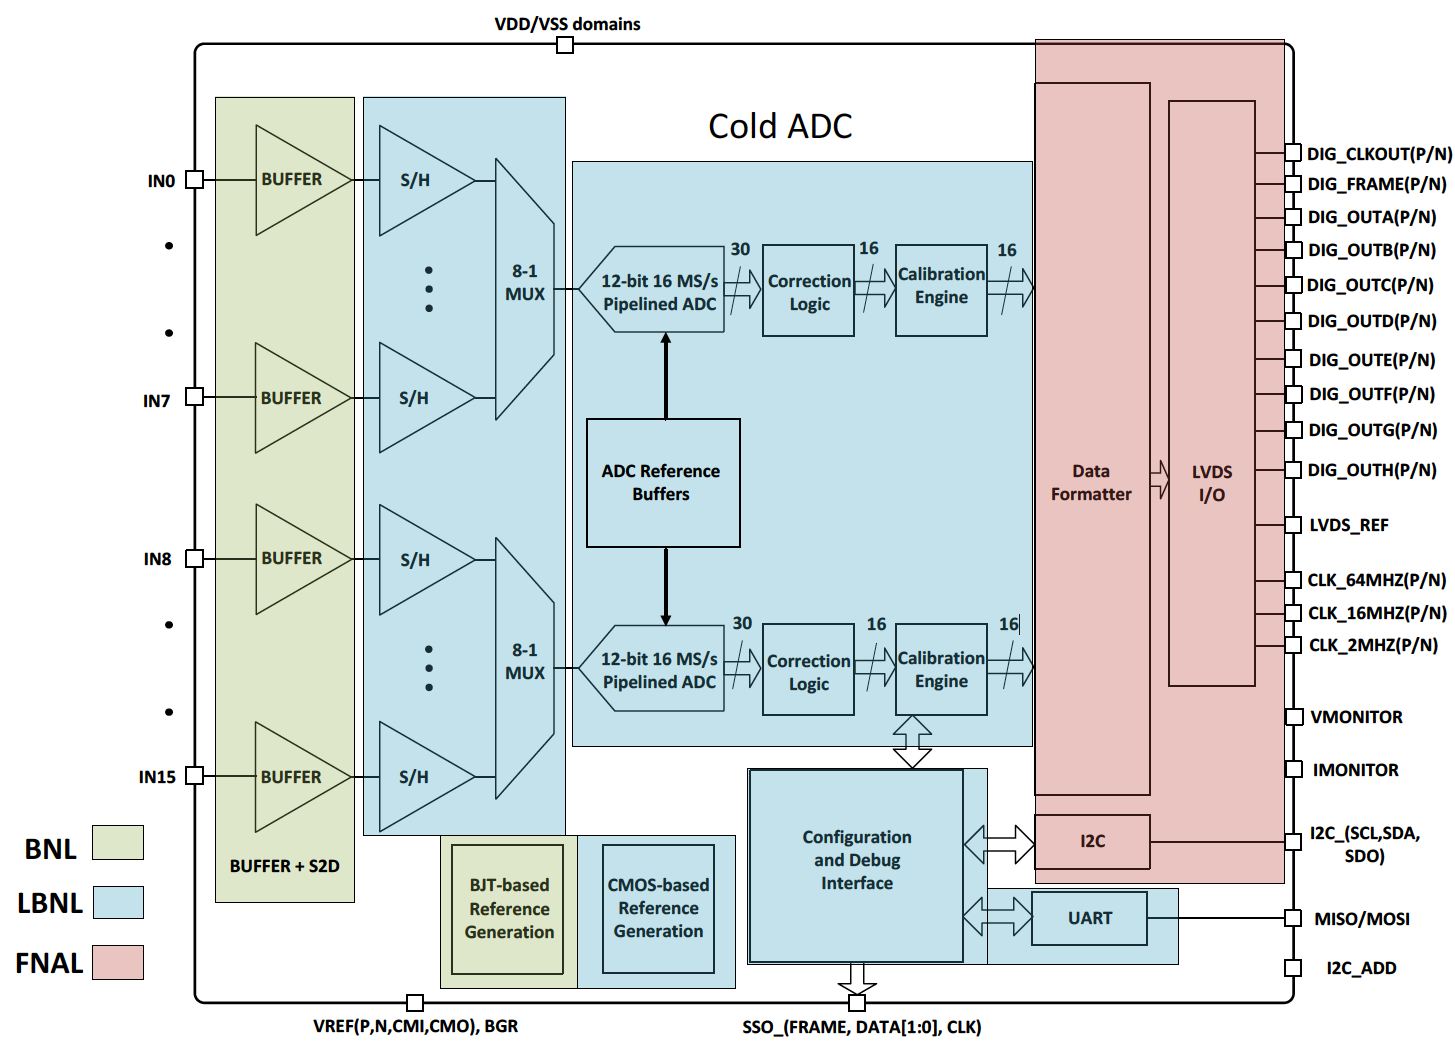 VDD/VSS domains
Cold ADC
IN0
BUFFER
S/H
8-1
MUX
12-bit 16 MS/s
Pipelined ADC
30
Correction
Logic
16
Calibration
Engine
16
IN7
BUFFER
S/H
ADC Reference
Buffers
IN8
BUFFER
S/H
8-1
MUX
12-bit 16 MS/s
Pipelined ADC
30
Correction
Logic
16
Calibration
Engine
16
IN15
BUFFER
S/H
BUFFER + S2D
Data
Formatter
LVDS
I/O
DIG_CLKOUT(P/N)
DIG_FRAME(P/N)
DIG_OUTA(P/N)
DIG_OUTB(P/N)
DIG_OUTC(P/N)
DIG_OUTD(P/N)
DIG_OUTE(P/N)
DIG_OUTF(P/N)
DIG_OUTG(P/N)
DIG_OUTH(P/N)
LVDS_REF
CLK_64MHZ(P/N)
CLK_16MHZ(P/N)
CLK_2MHZ(P/N)
VMONITOR
IMONITOR
I2C_(SCL,SDA,
SDO)
MISO/MOSI
I2C_ADD
Configuration
and Debug
Interface
I2C
UART
BJT-based
Reference
Generation
CMOS-based
Reference
Generation
BNL
LBNL
FNAL
VREF(P,N,CMI,CMO), BGR
SSO_(FRAME, DATA[1:0], CLK)